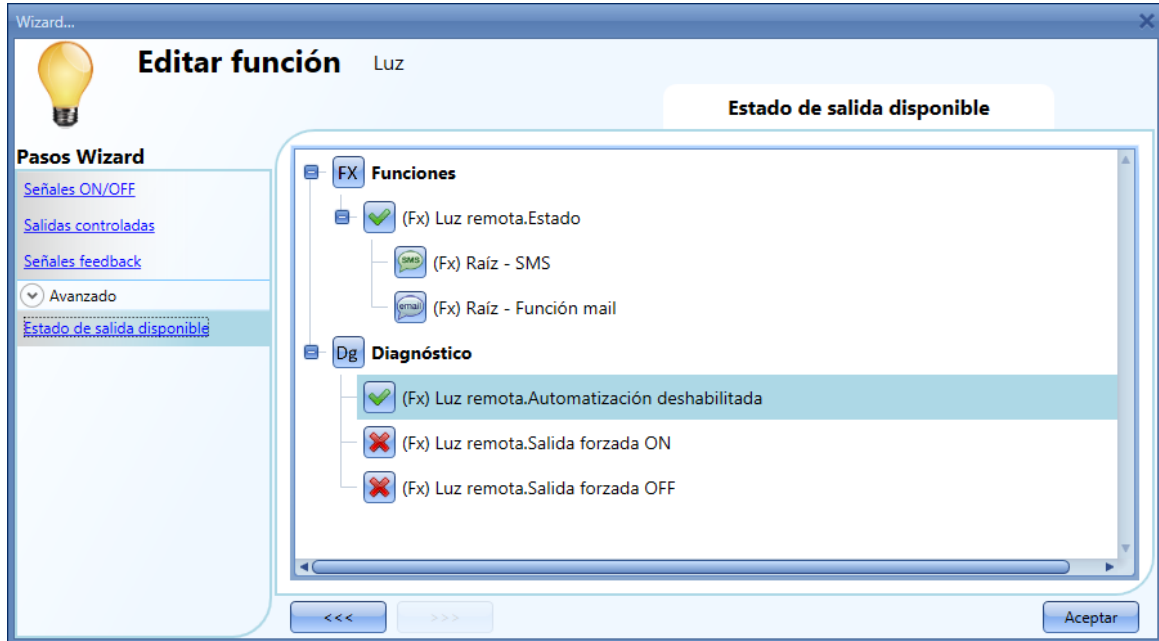 Wizard...
Editar función Luz
Estado de salida disponible
Pasos Wizard
Señales ON/OFF
Salidas controladas
Señales feedback
Avanzado
Estado de salida disponible
FX Funciones
(Fx) Luz remota.Estado
SMS (Fx) Raíz - SMS
email (Fx) Raíz - Función mail
Dg Diagnóstico
(Fx) Luz remota.Automatización deshabilitada
(Fx) Luz remota.Salida forzada ON
(Fx) Luz remota.Salida forzada OFF
<<< >>> Aceptar